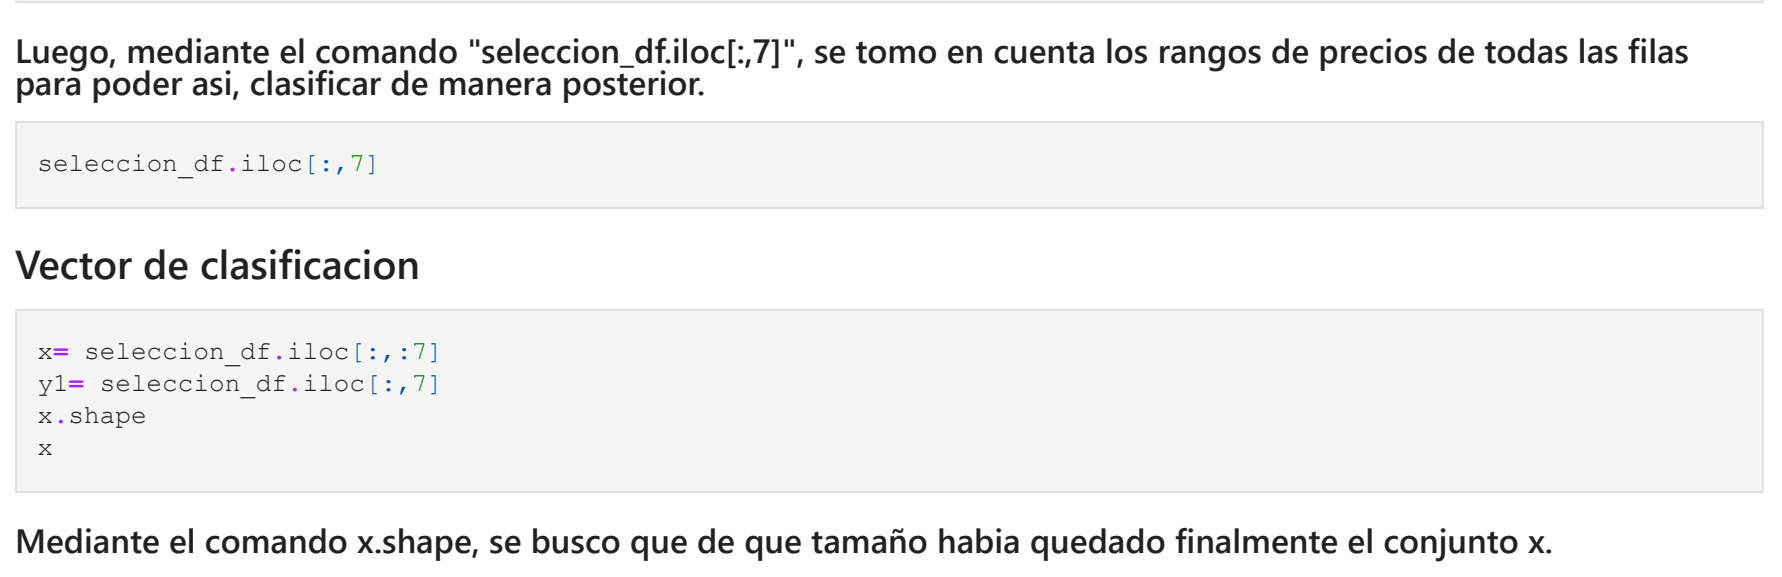 Luego, mediante el comando "seleccion_df.iloc[:,7]", se tomo en cuenta los rangos de precios de todas las filas
para poder asi, clasificar de manera posterior.
seleccion_df.iloc[:,7]
Vector de clasificacion
x= seleccion_df.iloc[:,:7]
y1= seleccion_df.iloc[:,7]
x.shape
x
Mediante el comando x.shape, se busco que de que tamaño habia quedado finalmente el conjunto x.